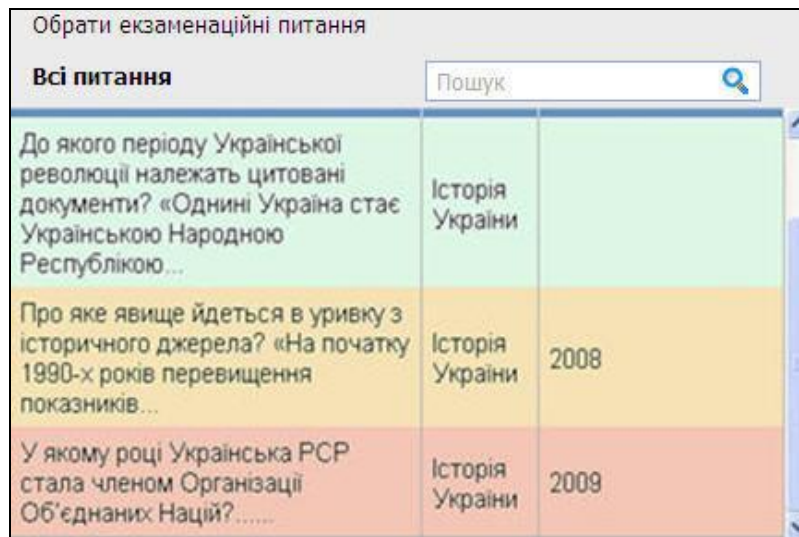 Обрати екзаменаційні питання
Всі питання
Пошук
До якого періоду Української
революції належать цитовані
документи? «Однині Україна стає
Українською Народною
Республікою...
Історія
України
Про яке явище йдеться в уривку з
історичного джерела? «На початку
1990-х років перевищення
показників...
Історія
України
2008
У якому році Українська РСР
стала членом Організації
Об'єднаних Націй?......
Історія
України
2009